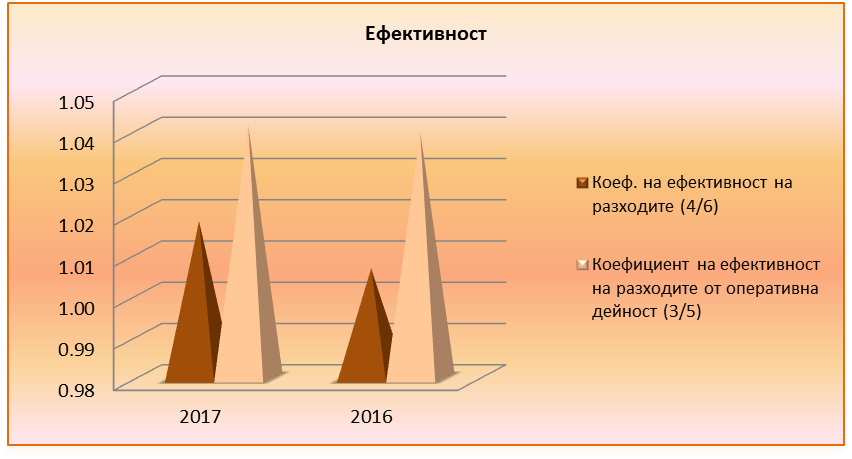 Ефективност
1.05
1.04
1.03
1.02
1.01
1.00
0.99
0.98
2017
2016
Коеф. на ефективност на
разходите (4/6)
Коефициент на ефективност
на разходите от оперативна
дейност (3/5)